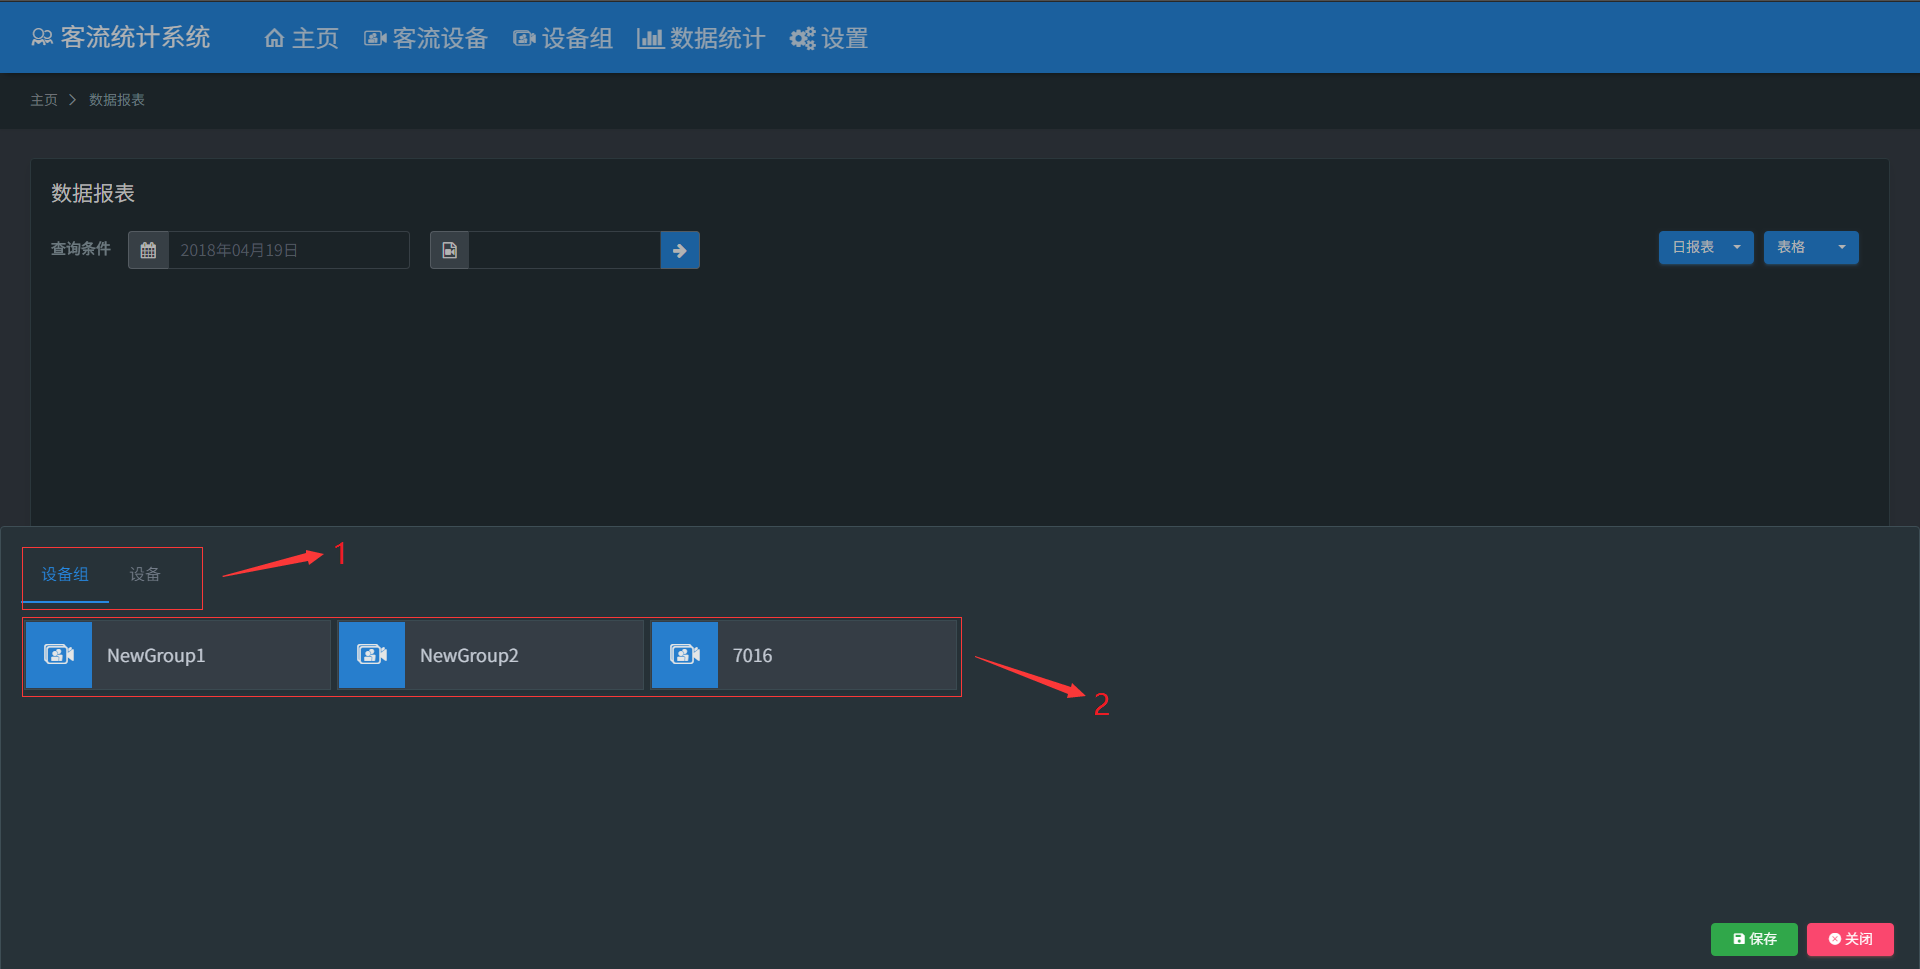 客流统计系统 主页 客流设备 设备组 数据统计 设置
主页 数据报表
数据报表
查询条件 2018年04月19日 日报表 表格
设备组 设备 1
NewGroup1 NewGroup2 7016
2
保存 关闭